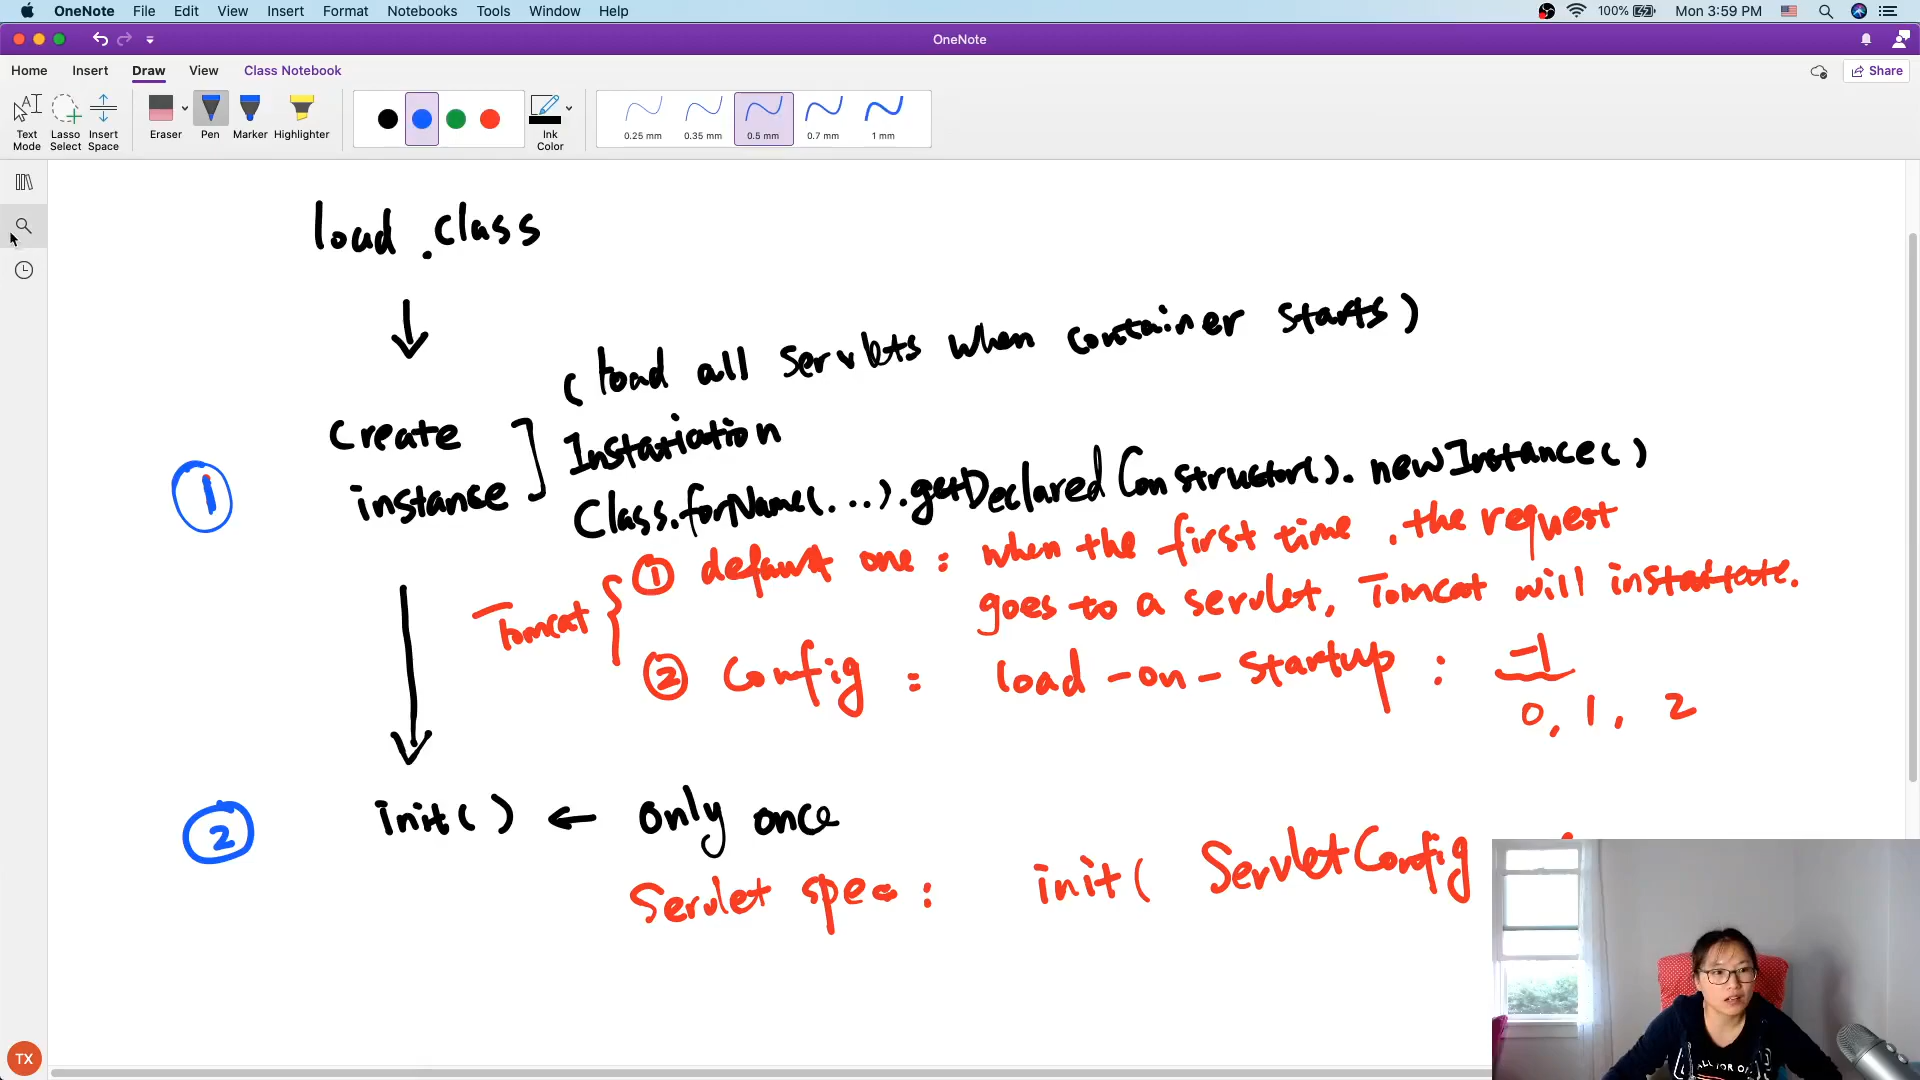 OneNote File Edit View Insert Format Notebooks Tools Window Help 100% Mon 3:59 PM
OneNote
Home Insert Draw View Class Notebook Share
Text Mode Lasso Select Insert Space Eraser Pen Marker Highlighter Ink Color 0.25 mm 0.35 mm 0.5 mm 0.7 mm 1 mm
load .class
(load all servlets when container starts)
Create instance
Instatiation
Class.forName(...).getDeclaredConstructor().newInstance()
1
Tomcat
① default one : when the first time , the request
goes to a servlet, Tomcat will
② Config : load-on-startup : -1
0, 1, 2
2
init() ← only once
Servlet spec : init( ServletConfig
TX